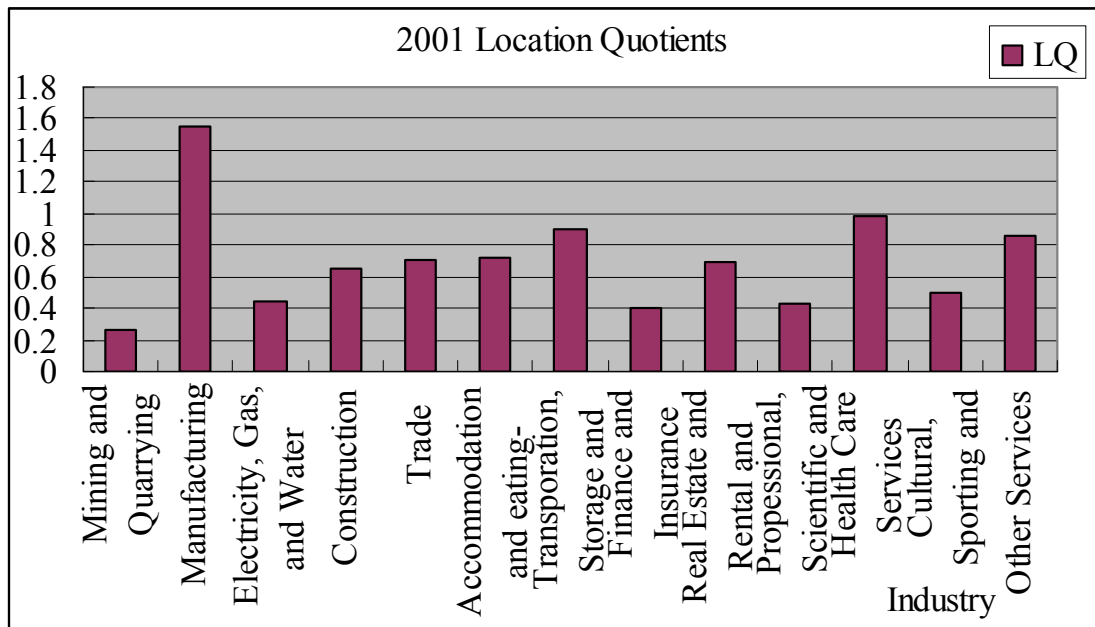 2001 Location Quotients
LQ
1.8
1.6
1.4
1.2
1
0.8
0.6
0.4
0.2
0
Mining and
Quarrying
Manufacturing
Electricity, Gas,
and Water
Construction
Trade
Accommodation
and eating-
Transporation,
Storage and
Finance and
Insurance
Real Estate and
Rental and
Propessional,
Scientific and
Health Care
Services
Cultural,
Sporting and
Other Services
Industry